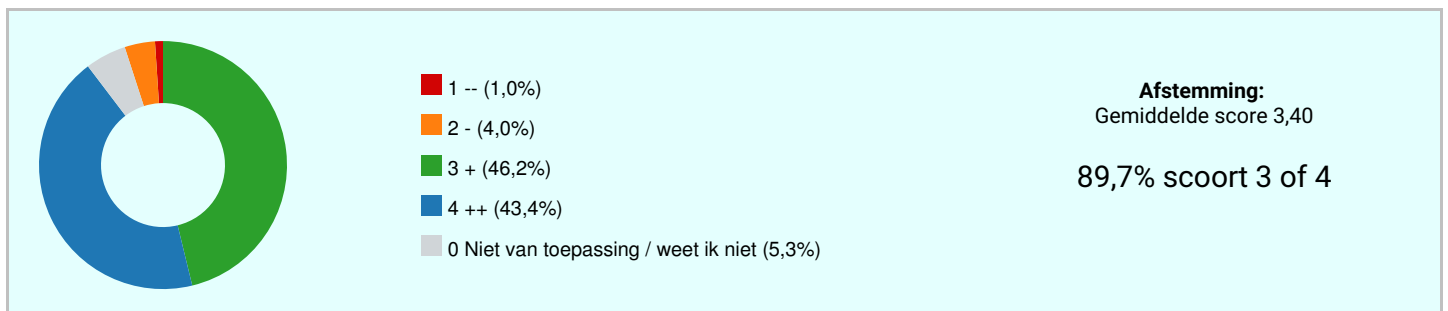 1 -- (1,0%)
2 - (4,0%)
3 + (46,2%)
4 ++ (43,4%)
0 Niet van toepassing / weet ik niet (5,3%)
Afstemming:
Gemiddelde score 3,40
89,7% scoort 3 of 4